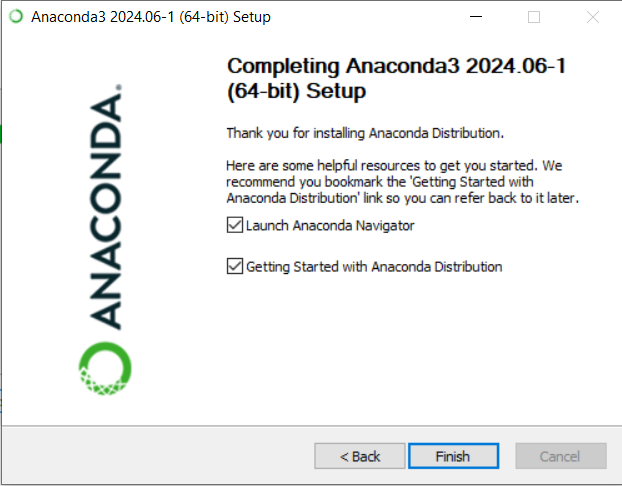 Anaconda3 2024.06-1 (64-bit) Setup
Completing Anaconda3 2024.06-1
(64-bit) Setup
Thank you for installing Anaconda Distribution.
Here are some helpful resources to get you started. We
recommend you bookmark the 'Getting Started with
Anaconda Distribution' link so you can refer back to it later.
Launch Anaconda Navigator
Getting Started with Anaconda Distribution
ANACONDA.
< Back
Finish
Cancel